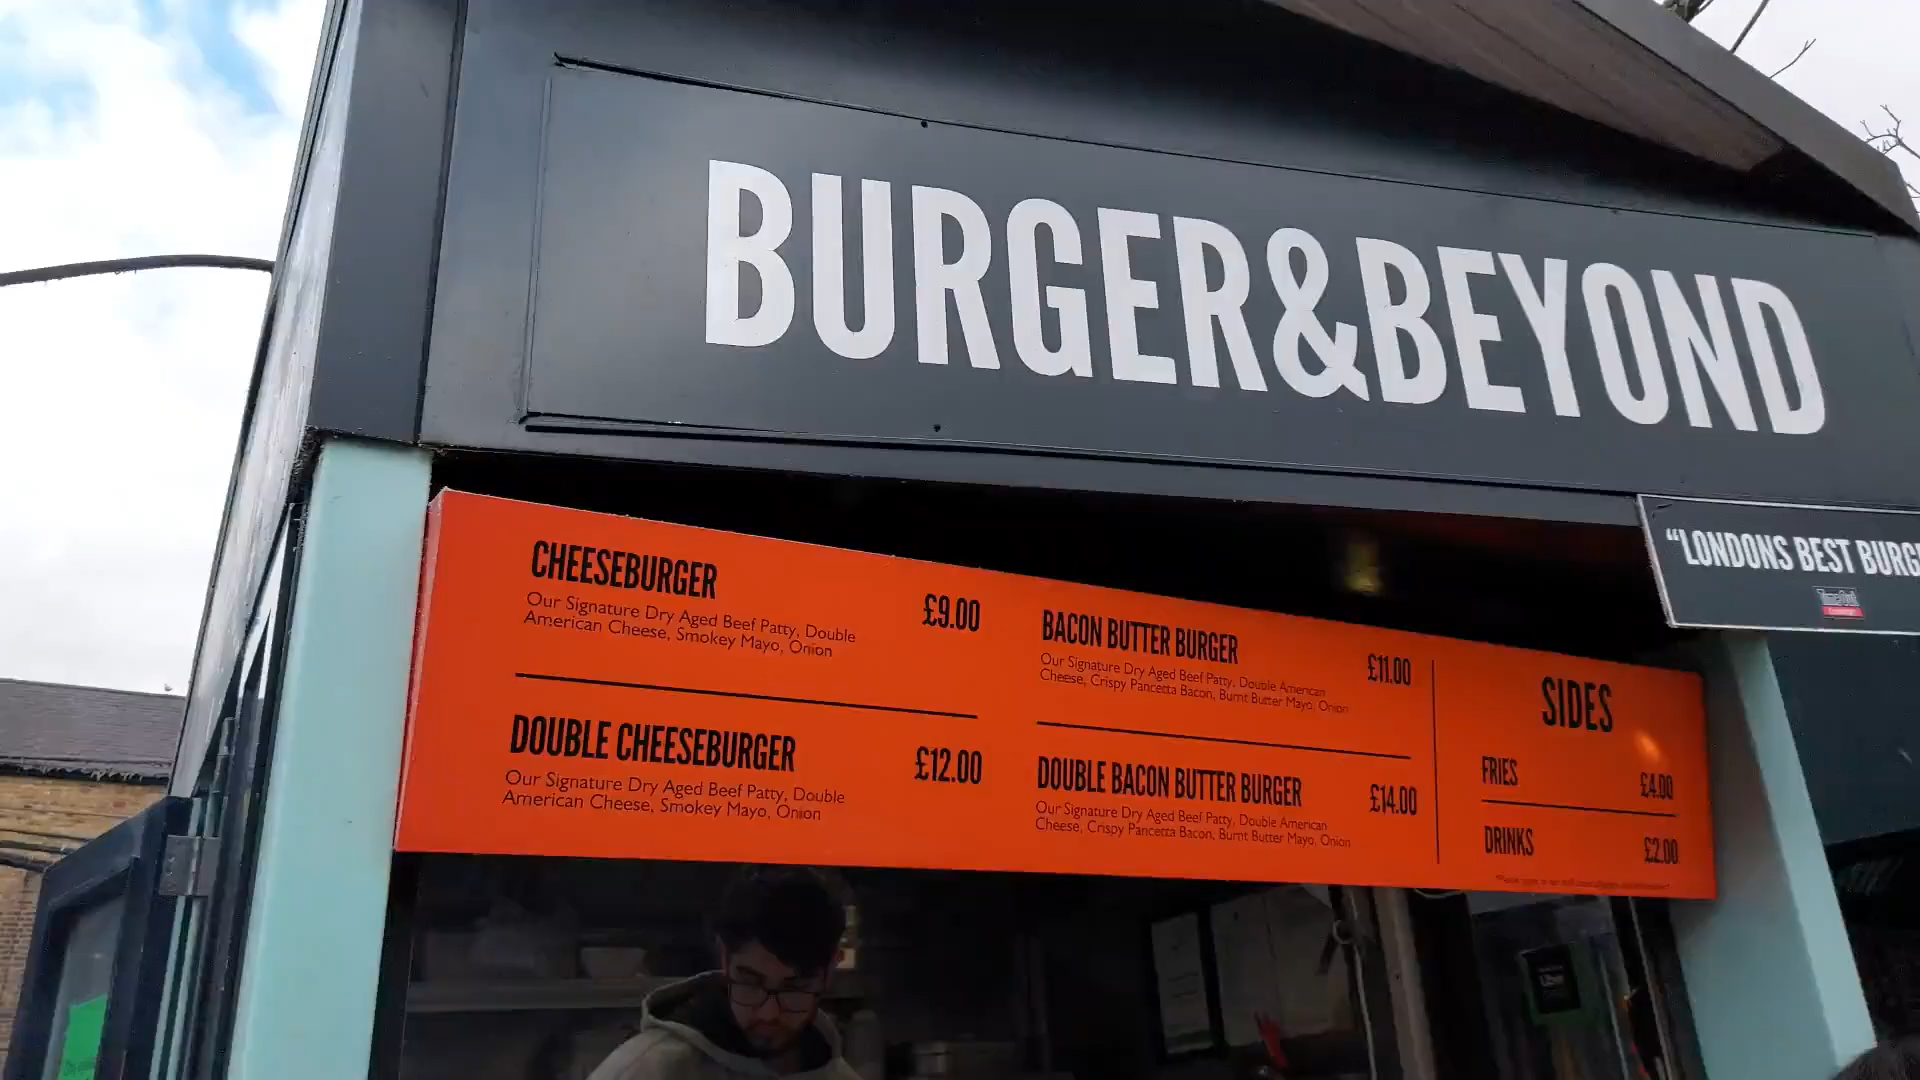 BURGER&BEYOND
"LONDONS BEST BURG
TimeOut
CHEESEBURGER
£9.00
Our Signature Dry Aged Beef Patty, Double
American Cheese, Smokey Mayo, Onion
DOUBLE CHEESEBURGER
£12.00
Our Signature Dry Aged Beef Patty, Double
American Cheese, Smokey Mayo, Onion
BACON BUTTER BURGER
£11.00
Our Signature Dry Aged Beef Patty, Double American
Cheese, Crispy Pancetta Bacon, Burnt Butter Mayo, Onion
DOUBLE BACON BUTTER BURGER
£14.00
Our Signature Dry Aged Beef Patty, Double American
Cheese, Crispy Pancetta Bacon, Burnt Butter Mayo, Onion
SIDES
FRIES £4.00
DRINKS £2.00